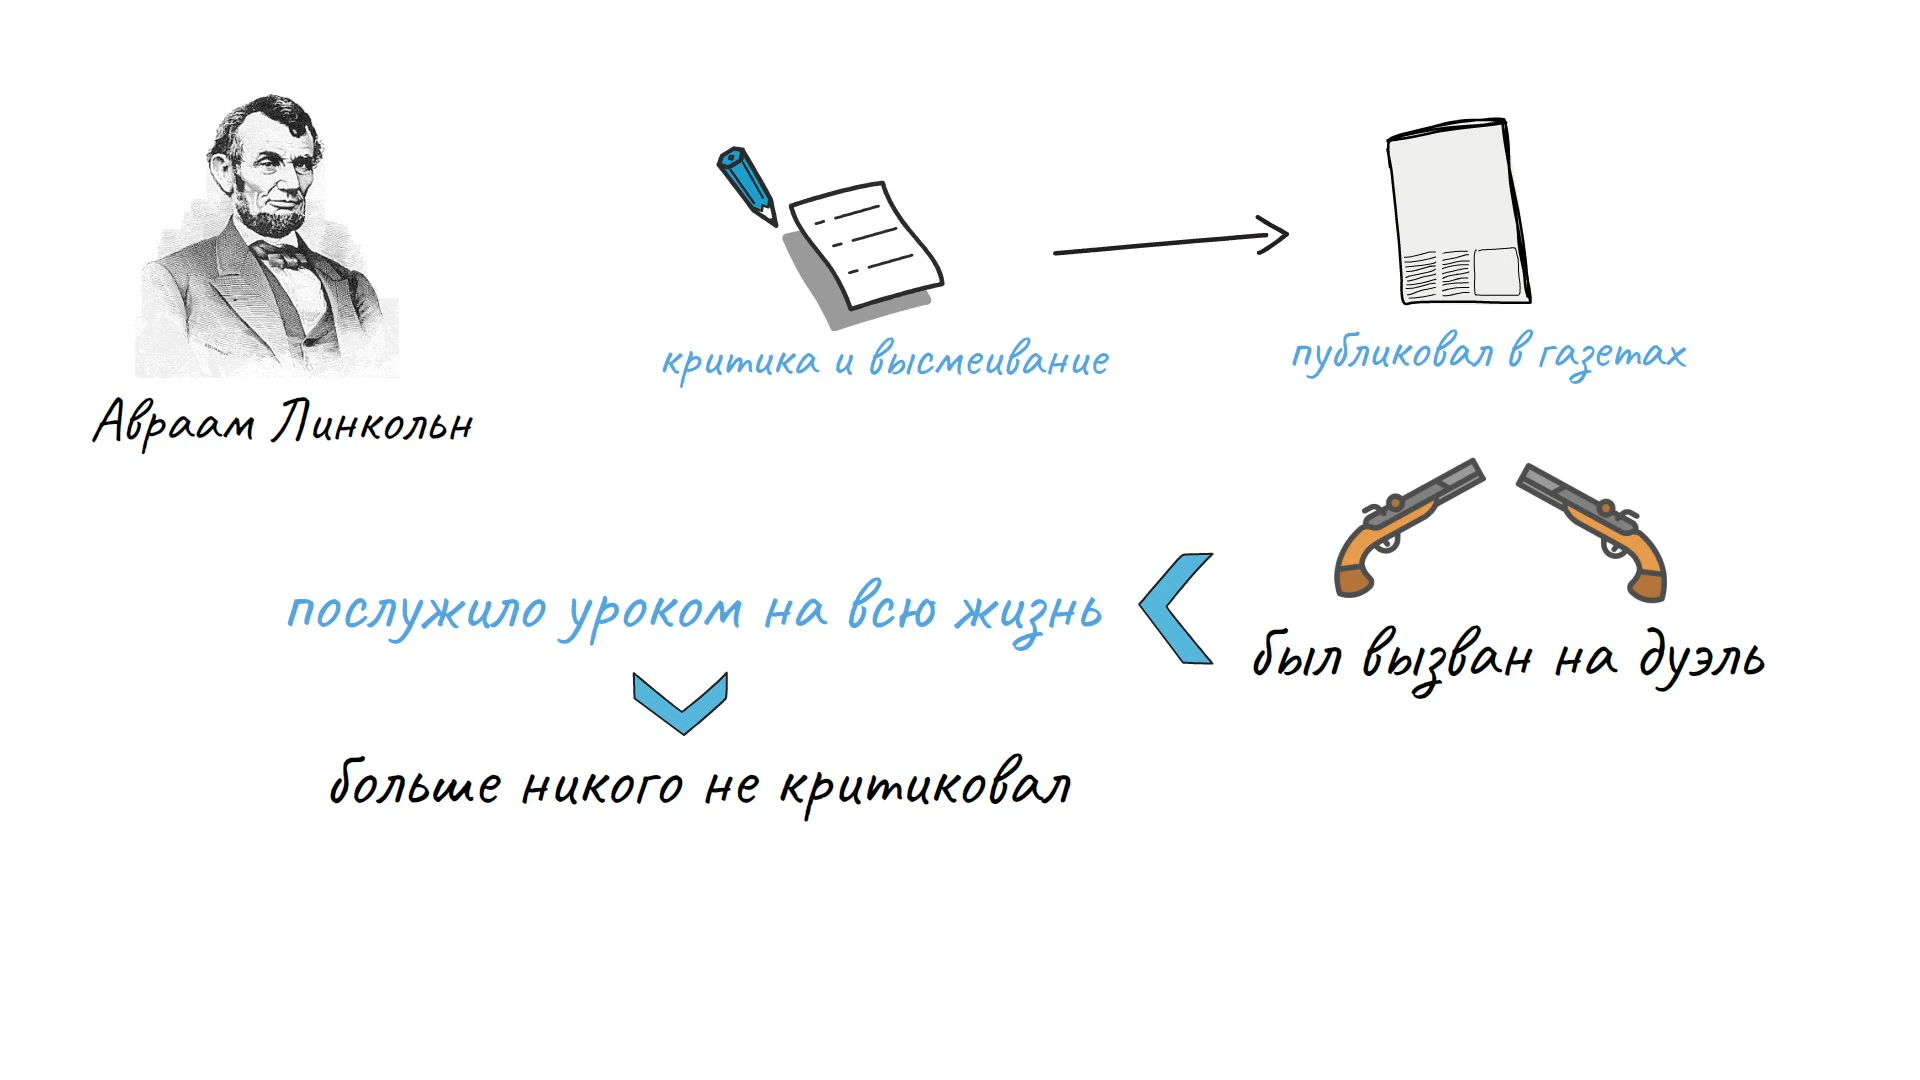 Авраам Линкольн
критика и высмеивание
публиковал в газетах
был вызван на дуэль
послужило уроком на всю жизнь
больше никого не критиковал